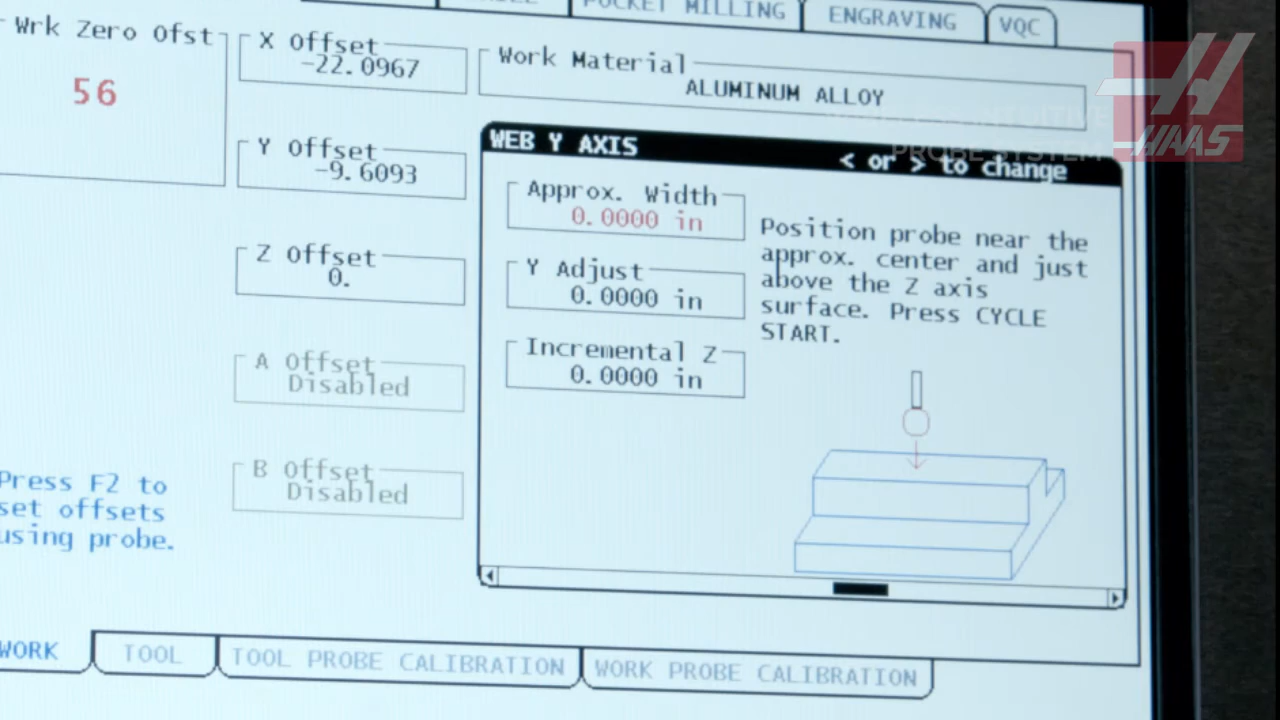 POCKET MILLING
ENGRAVING
VQC
Wrk Zero Ofst
56
X Offset
-22.0967
Y Offset
-9.6093
Z Offset
0.
A Offset
Disabled
B Offset
Disabled
Press F2 to
set offsets
using probe.
Work Material
ALUMINUM ALLOY
WEB Y AXIS
< or > to change
Approx. Width
0.0000 in
Y Adjust
0.0000 in
Incremental Z
0.0000 in
Position probe near the
approx. center and just
above the Z axis
surface. Press CYCLE
START.
WORK
TOOL
TOOL PROBE CALIBRATION
WORK PROBE CALIBRATION
HAAS
PROBE SYSTEM